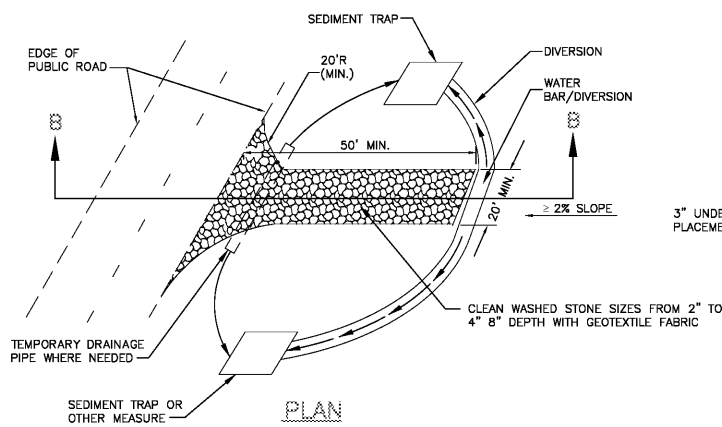 SEDIMENT TRAP
EDGE OF
PUBLIC ROAD
20'R
(MIN.)
DIVERSION
WATER
BAR/DIVERSION
B
B
50' MIN.
20' MIN.
≥ 2% SLOPE
3" UNDE
PLACEMEN
CLEAN WASHED STONE SIZES FROM 2" TO
4" 8" DEPTH WITH GEOTEXTILE FABRIC
TEMPORARY DRAINAGE
PIPE WHERE NEEDED
SEDIMENT TRAP OR
OTHER MEASURE
PLAN